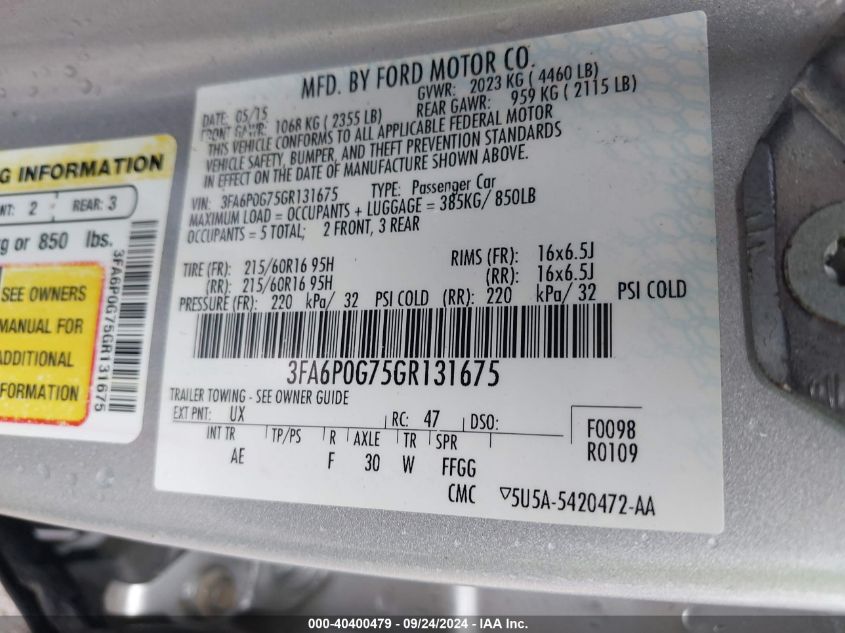 MFD. BY FORD MOTOR CO.
DATE: 05/15 GVWR: 2023 KG ( 4460 LB)
FRONT GAWR: 1068 KG ( 2355 LB) REAR GAWR: 959 KG ( 2115 LB)
THIS VEHICLE CONFORMS TO ALL APPLICABLE FEDERAL MOTOR
VEHICLE SAFETY, BUMPER, AND THEFT PREVENTION STANDARDS
IN EFFECT ON THE DATE OF MANUFACTURE SHOWN ABOVE.
VIN: 3FA6P0G75GR131675 TYPE: Passenger Car
MAXIMUM LOAD = OCCUPANTS + LUGGAGE = 385KG/ 850LB
OCCUPANTS = 5 TOTAL; 2 FRONT, 3 REAR
TIRE (FR): 215/60R16 95H RIMS (FR): 16x6.5J
(RR): 215/60R16 95H (RR): 16x6.5J
PRESSURE (FR): 220 kPa/ 32 PSI COLD (RR): 220 kPa/ 32 PSI COLD
3FA6P0G75GR131675
TRAILER TOWING - SEE OWNER GUIDE
EXT PNT: UX RC: 47 DSO:
INT TR TP/PS R AXLE TR SPR
AE F 30 W FFGG
F0098
R0109
CMC 5U5A-5420472-AA
G INFORMATION
NT: 2 REAR: 3
rg or 850 lbs.
SEE OWNERS
MANUAL FOR
ADDITIONAL
INFORMATION
3FA6P0G75GR131675
000-40400479 - 09/24/2024 - IAA Inc.